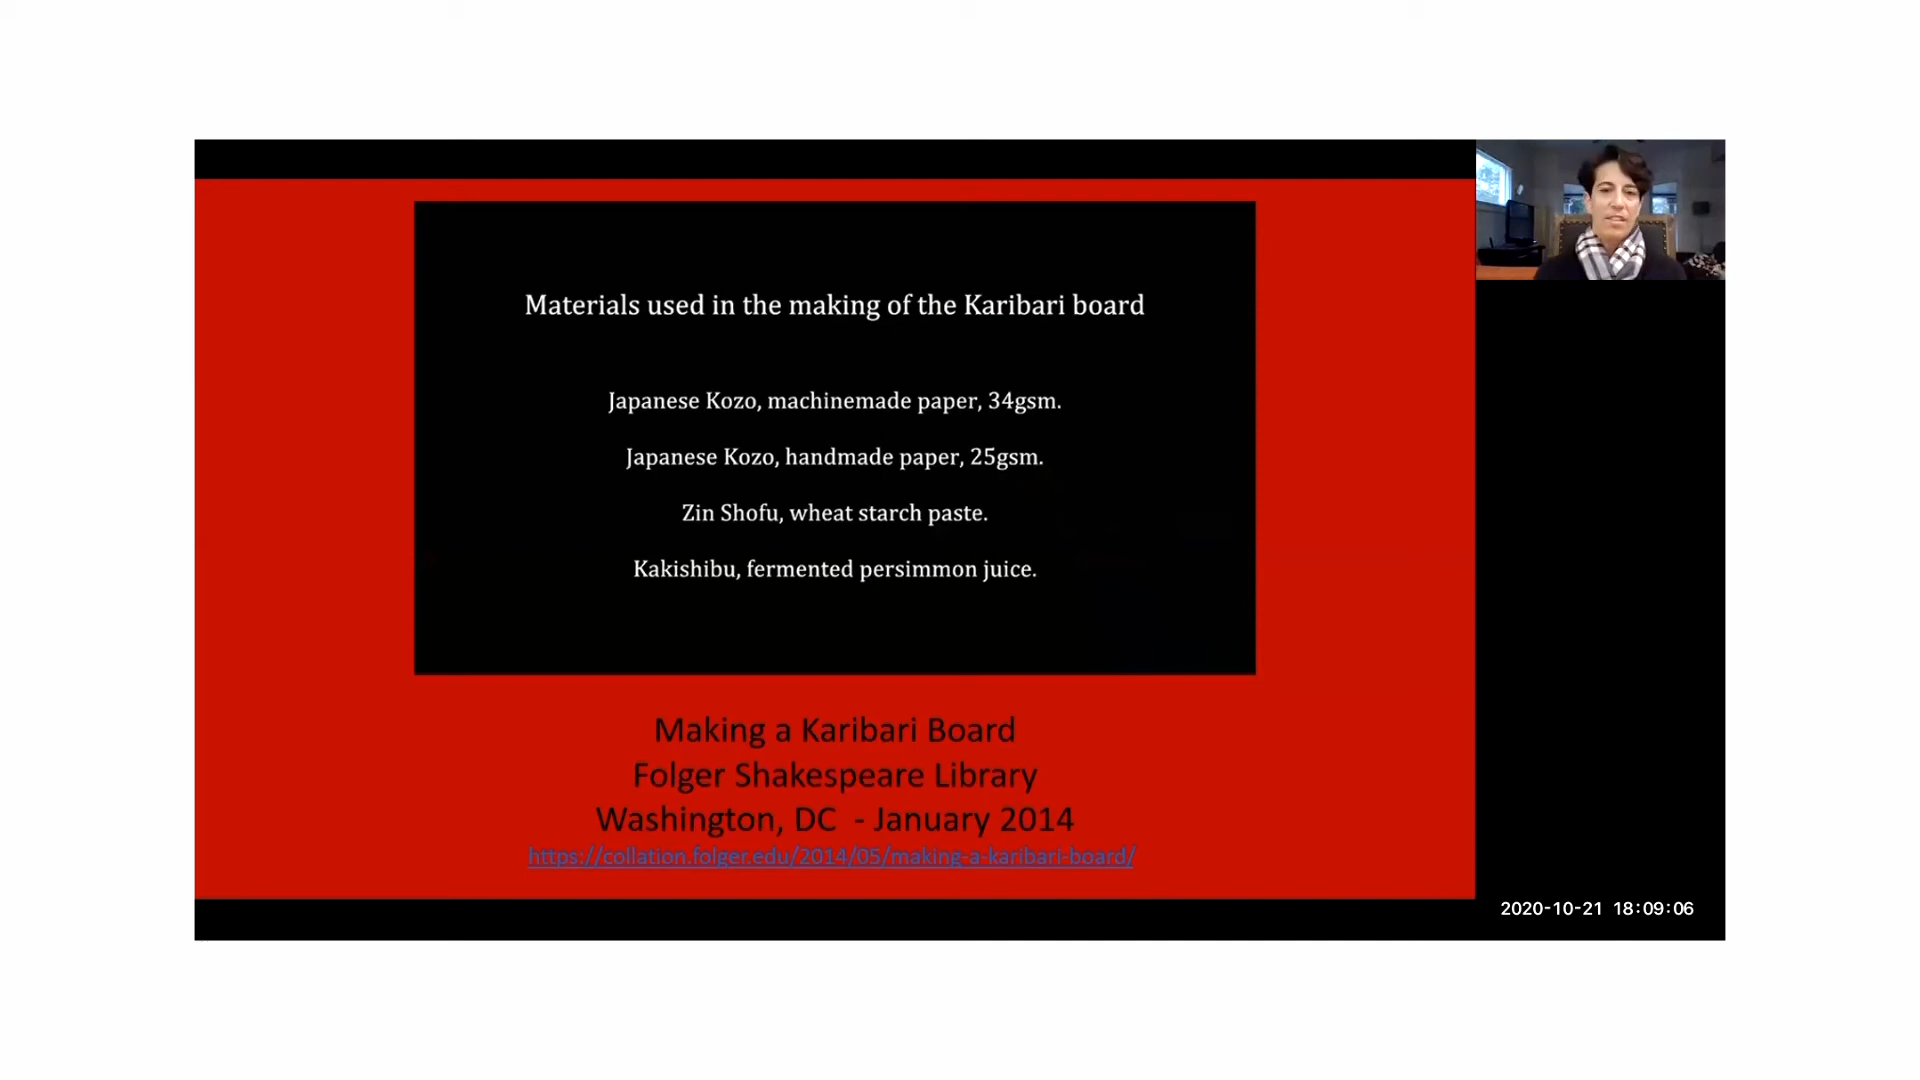 Materials used in the making of the Karibari board
Japanese Kozo, machinemade paper, 34gsm.
Japanese Kozo, handmade paper, 25gsm.
Zin Shofu, wheat starch paste.
Kakishibu, fermented persimmon juice.
Making a Karibari Board
Folger Shakespeare Library
Washington, DC - January 2014
https://collation.folger.edu/2014/05/making-a-karibari-board/
2020-10-21 18:09:06